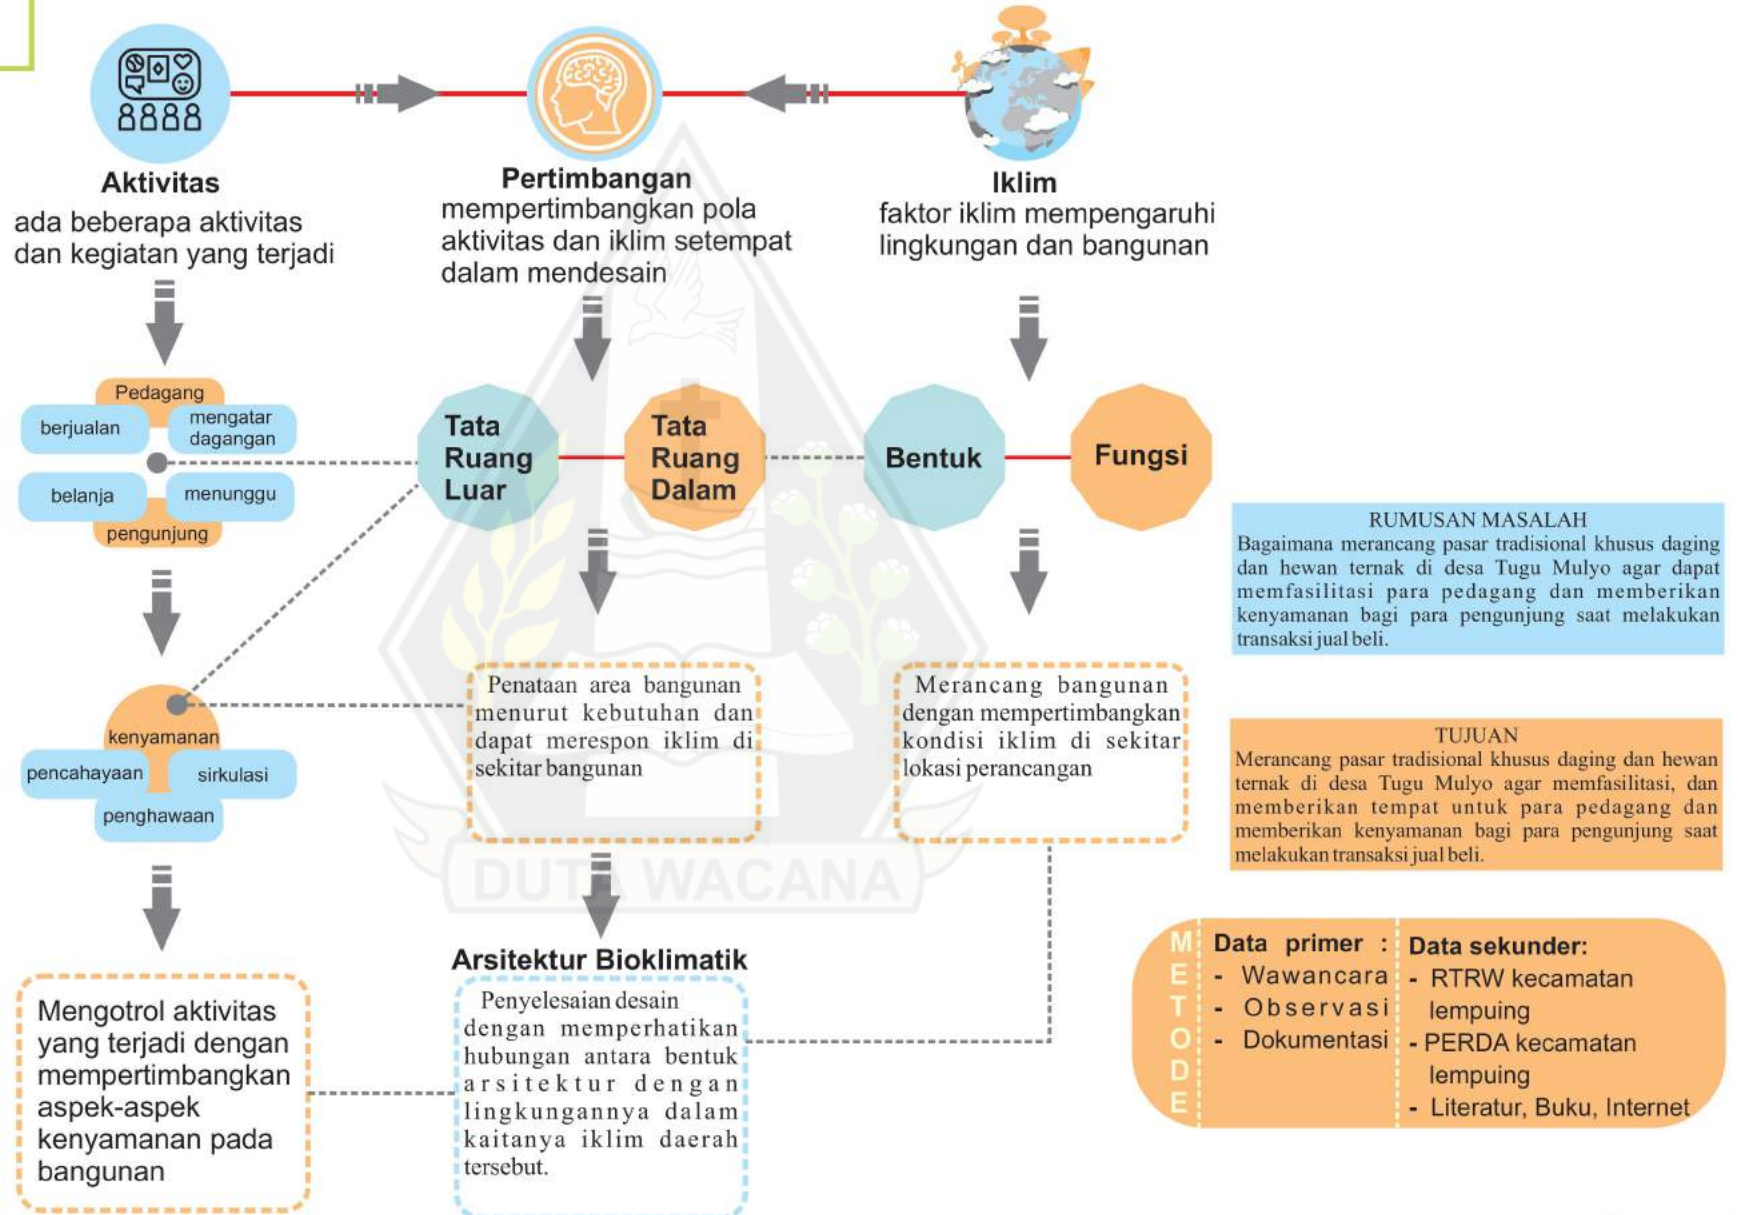 Aktivitas
ada beberapa aktivitas
dan kegiatan yang terjadi
Pertimbangan
mempertimbangkan pola
aktivitas dan iklim setempat
dalam mendesain
Iklim
faktor iklim mempengaruhi
lingkungan dan bangunan
Pedagang
berjualan
mengatar
dagangan
belanja
menunggu
pengunjung
Tata
Ruang
Luar
Tata
Ruang
Dalam
Bentuk
Fungsi
kenyamanan
pencahayaan
sirkulasi
penghawaan
Penataan area bangunan
menurut kebutuhan dan
dapat merespon iklim di
sekitar bangunan
Merancang bangunan
dengan mempertimbangkan
kondisi iklim di sekitar
lokasi perancangan
DUTA WACANA
Mengotrol aktivitas
yang terjadi dengan
mempertimbangkan
aspek-aspek
kenyamanan pada
bangunan
Arsitektur Bioklimatik
Penyelesaian desain
dengan memperhatikan
hubungan antara bentuk
arsitektur dengan
lingkungannya dalam
kaitanya iklim daerah
tersebut.
RUMUSAN MASALAH
Bagaimana merancang pasar tradisional khusus daging
dan hewan ternak di desa Tugu Mulyo agar dapat
memfasilitasi para pedagang dan memberikan
kenyamanan bagi para pengunjung saat melakukan
transaksi jual beli.
TUJUAN
Merancang pasar tradisional khusus daging dan hewan
ternak di desa Tugu Mulyo agar memfasilitasi, dan
memberikan tempat untuk para pedagang dan
memberikan kenyamanan bagi para pengunjung saat
melakukan transaksi jual beli.
METODE
Data primer :
- Wawancara
- Observasi
- Dokumentasi
Data sekunder:
- RTRW kecamatan
lempuing
- PERDA kecamatan
lempuing
- Literatur, Buku, Internet